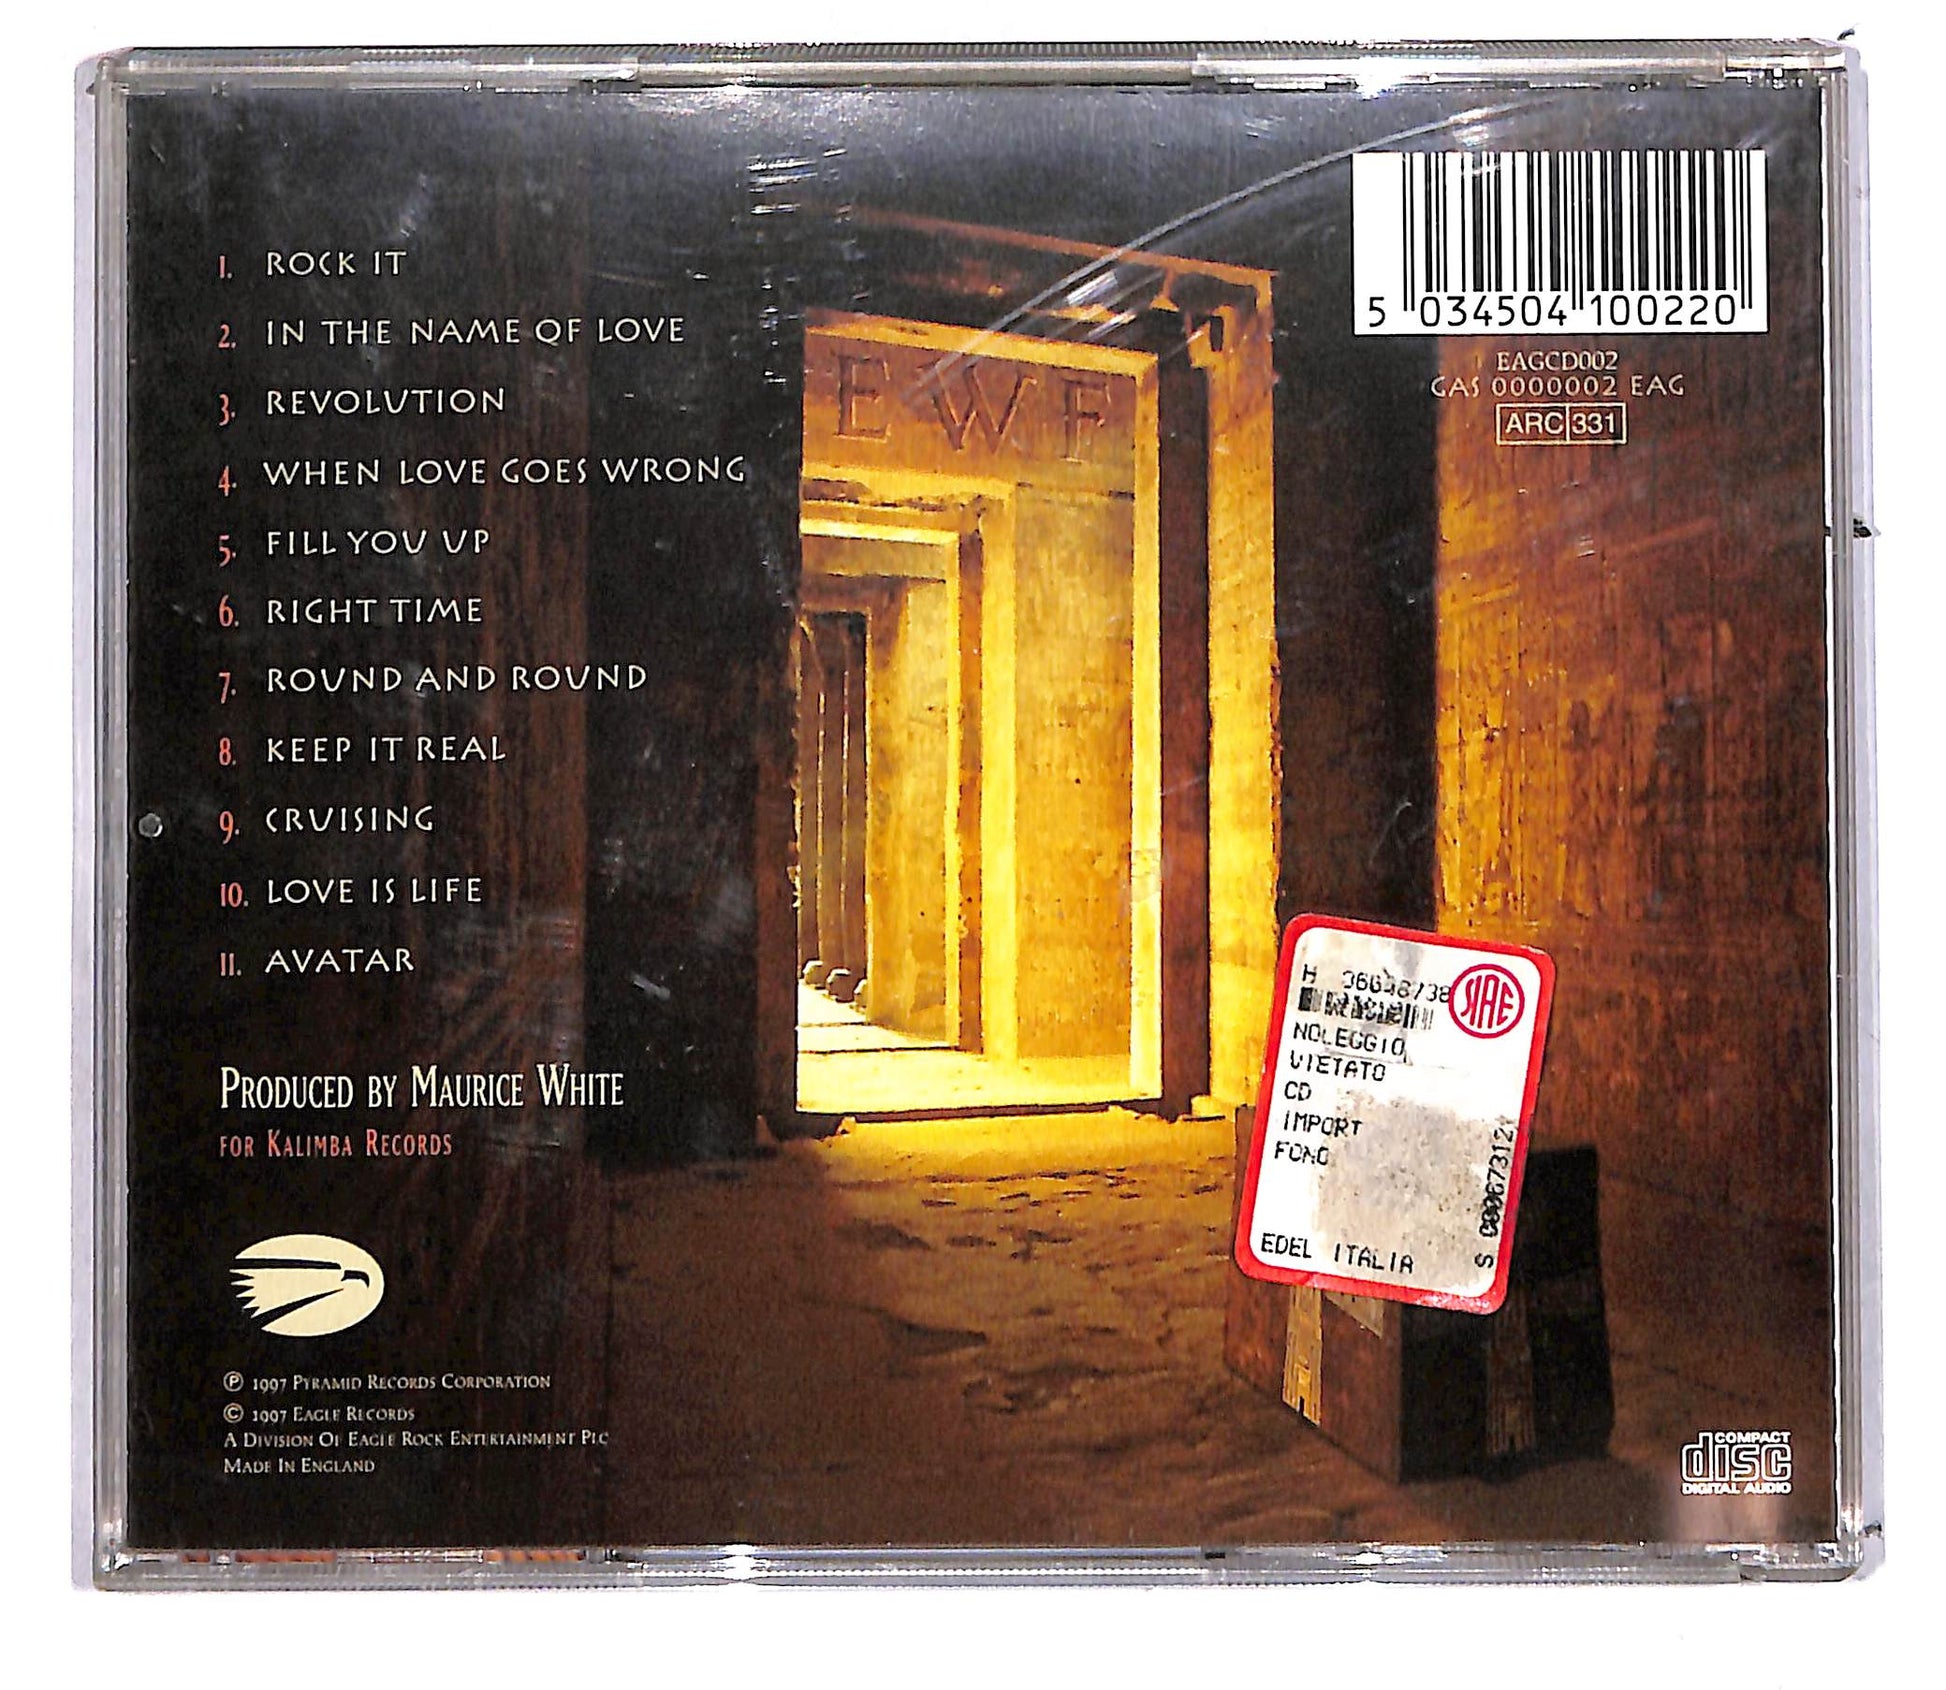 1. ROCK IT
2. IN THE NAME OF LOVE
3. REVOLUTION
4. WHEN LOVE GOES WRONG
5. FILL YOU UP
6. RIGHT TIME
7. ROUND AND ROUND
8. KEEP IT REAL
9. CRUISING
10. LOVE IS LIFE
11. AVATAR
PRODUCED BY MAURICE WHITE
FOR KALIMBA RECORDS
℗ 1997 PYRAMID RECORDS CORPORATION
© 1997 EAGLE RECORDS
A DIVISION OF EAGLE ROCK ENTERTAINMENT PLC
MADE IN ENGLAND
E W F
5 034504 100220
EAGCD002
GAS 0000002 EAG
ARC 331
H
SIAE
NOLEGGIO
VIETATO
CD
IMPORT
FONO
EDEL ITALIA
S
COMPACT
disc
DIGITAL AUDIO